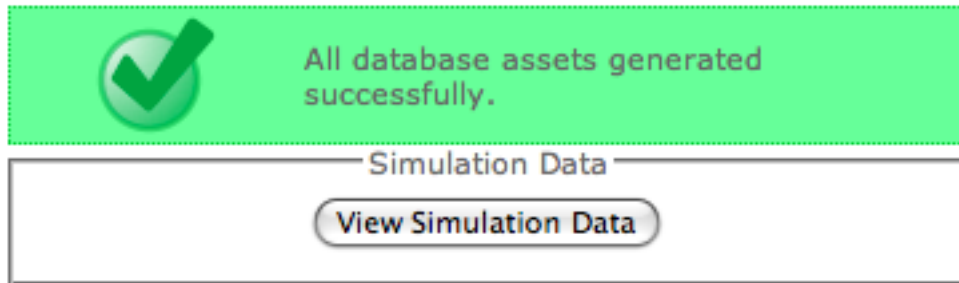 All database assets generated
successfully.
Simulation Data
View Simulation Data